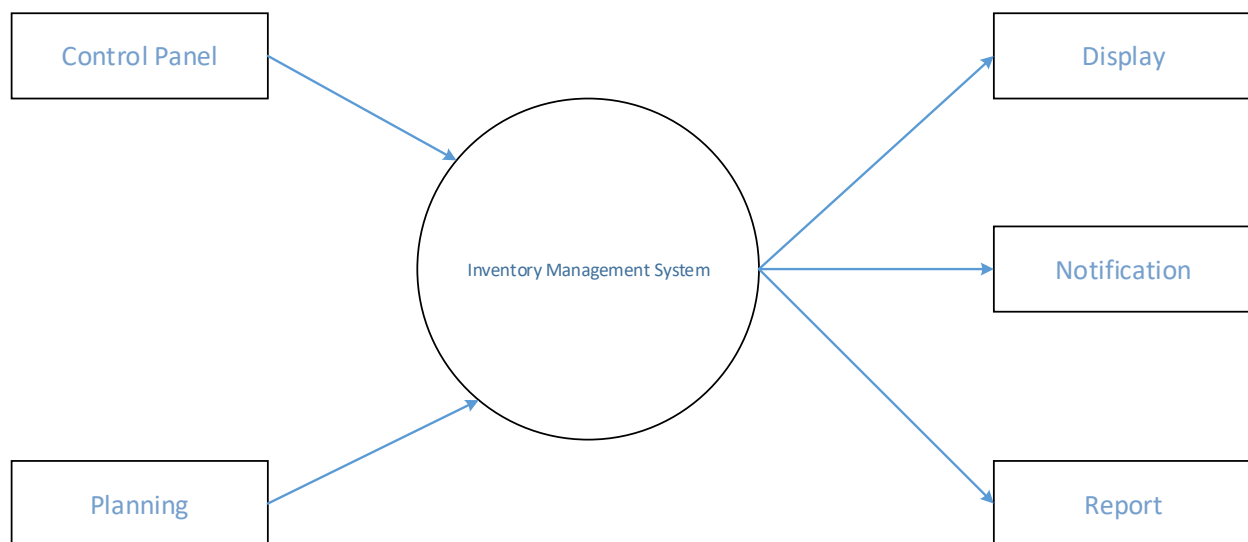 Control Panel
Display
Inventory Management System
Notification
Planning
Report